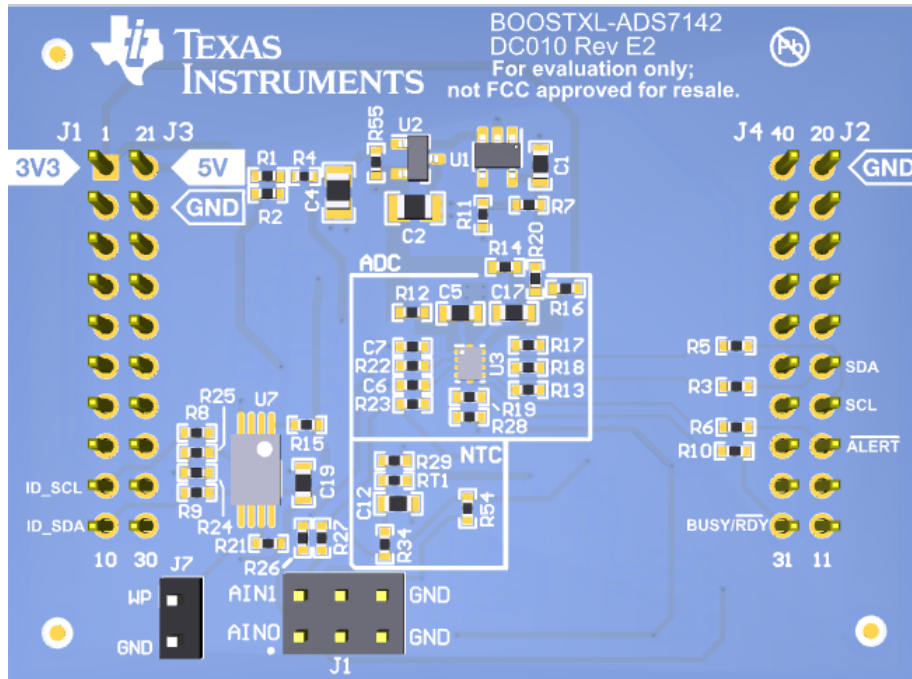 TEXAS
INSTRUMENTS
BOOSTXL-ADS7142
DC010 Rev E2
For evaluation only;
not FCC approved for resale.
Pb
J1 1 21 J3
J4 40 20 J2
3V3
5V
GND
GND
R1
R2
R4
C4
R55
U2
C2
U1
C1
R11
R7
ADC
R14
R20
R16
R12
C5
C17
C7
R22
C6
R23
U3
R17
R18
R13
R19
R28
R5
R3
R6
R10
SDA
SCL
ALERT
BUSY/RDY
31 11
R25
R8
U7
R15
R9
R24
C19
R21
R26
R27
NTC
R29
RT1
C12
R54
R34
ID_SCL
ID_SDA
10 30
J7
WP
GND
AIN1
GND
AIN0
GND
J1